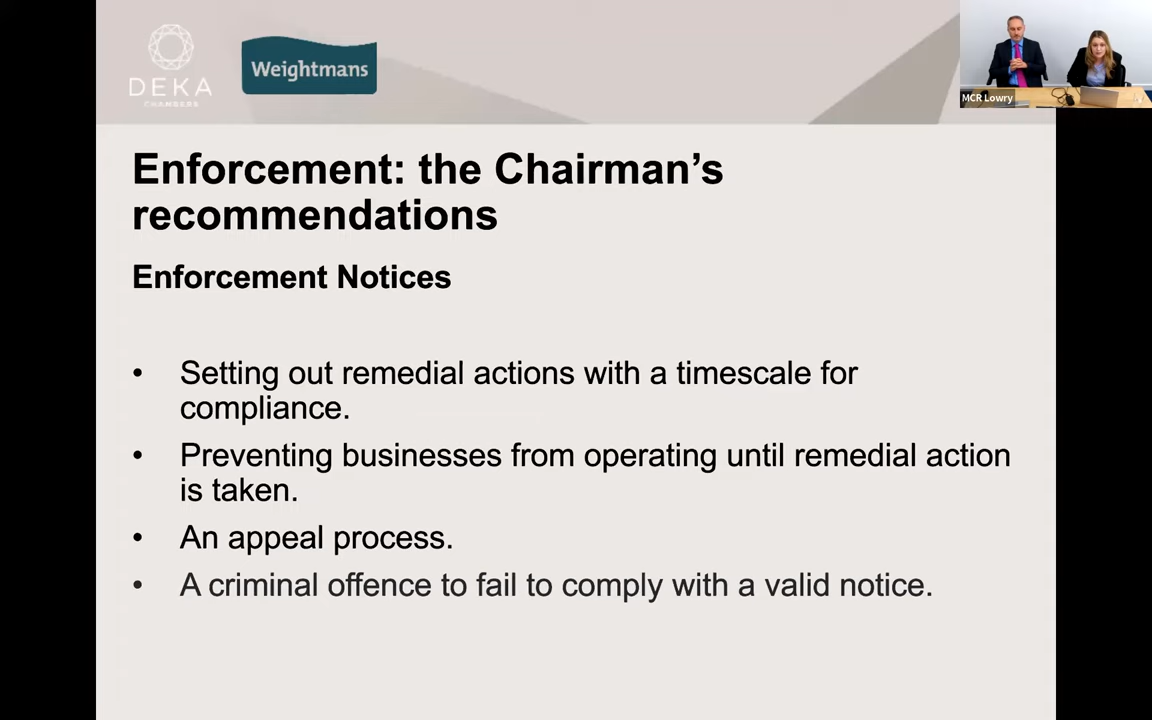 DEKA
CHAMBERS
Weightmans
MCR Lowry
Enforcement: the Chairman’s
recommendations
Enforcement Notices
• Setting out remedial actions with a timescale for
compliance.
• Preventing businesses from operating until remedial action
is taken.
• An appeal process.
• A criminal offence to fail to comply with a valid notice.